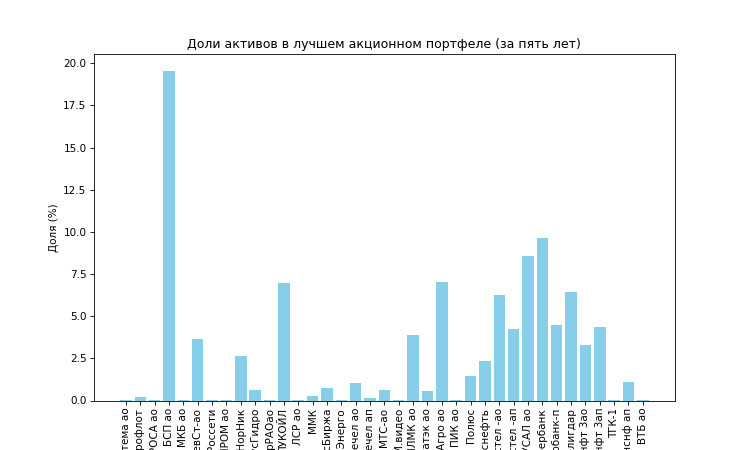 Доли активов в лучшем акционном портфеле (за пять лет)
20.0
17.5
15.0
12.5
10.0
7.5
5.0
2.5
0.0
Доля (%)
тема ао
рофлот
РОСА ао
БСП ао
МКБ ао
евСт-ао
Россети
ПРОМ ао
НорНик
сГидро
рРАОао
ЛУКОЙЛ
ЛСР ао
ММК
сБиржа
Энерго
ечел ао
ечел ап
МТС-ао
М.видео
ЛМК ао
атэк ао
Агро ао
ПИК ао
Полюс
снефть
стел -ао
стел -ап
УСАЛ ао
ербанк
рбанк-п
лигдар
нфт 3ао
нфт 3ап
ТГК-1
нснф ап
ВТБ ао